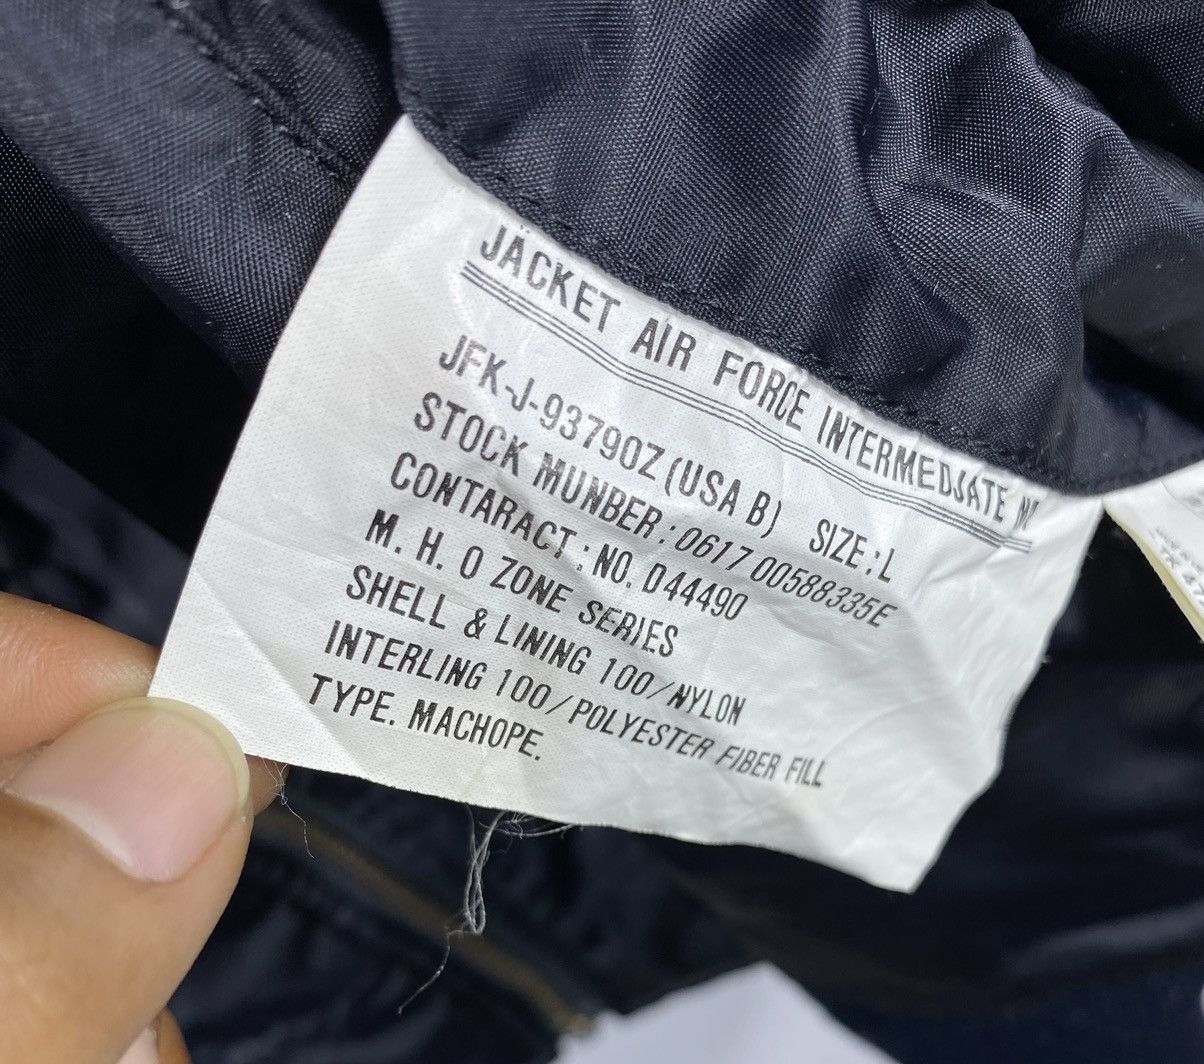 JACKET AIR FORCE INTERMEDJATE
JFK-J-93790Z (USA B) SIZE : L
STOCK MUNBER : 0617 00588335E
CONTARACT : NO. D44490
M. H. O ZONE SERIES
SHELL & LINING 100/NYLON
INTERLING 100/POLYESTER FIBER FILL
TYPE. MACHOPE.